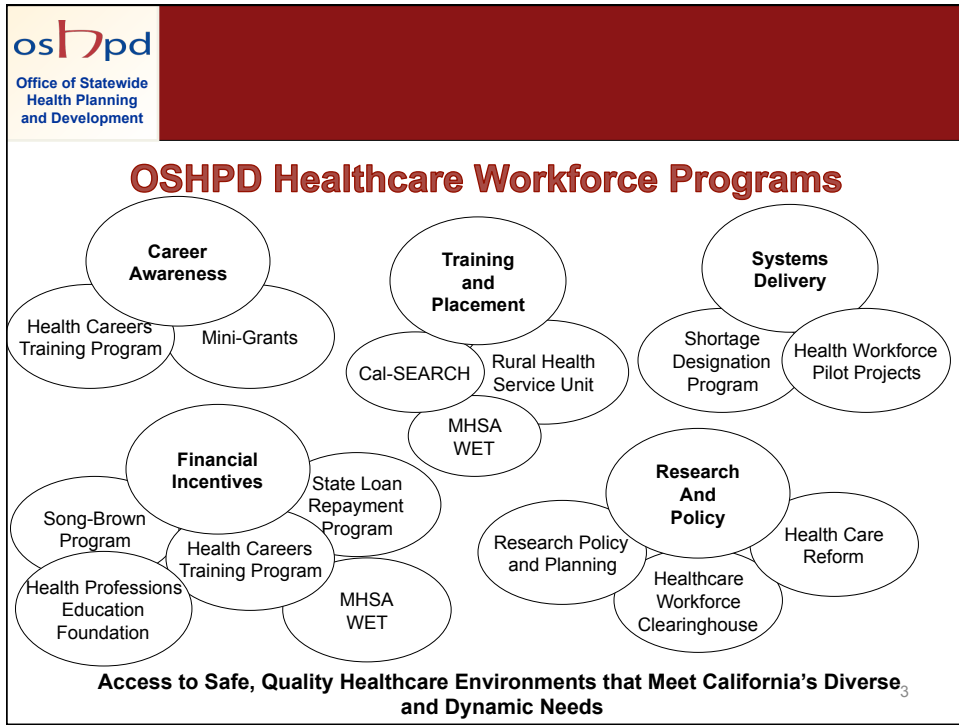 oshpd
Office of Statewide
Health Planning
and Development
OSHPD Healthcare Workforce Programs
Career
Awareness
Health Careers
Training Program
Mini-Grants
Training
and
Placement
Cal-SEARCH
Rural Health
Service Unit
MHSA
WET
Systems
Delivery
Shortage
Designation
Program
Health Workforce
Pilot Projects
Financial
Incentives
Song-Brown
Program
State Loan
Repayment
Program
Health Careers
Training Program
Health Professions
Education
Foundation
MHSA
WET
Research
And
Policy
Research Policy
and Planning
Healthcare
Workforce
Clearinghouse
Health Care
Reform
Access to Safe, Quality Healthcare Environments that Meet California's Diverse
and Dynamic Needs
3